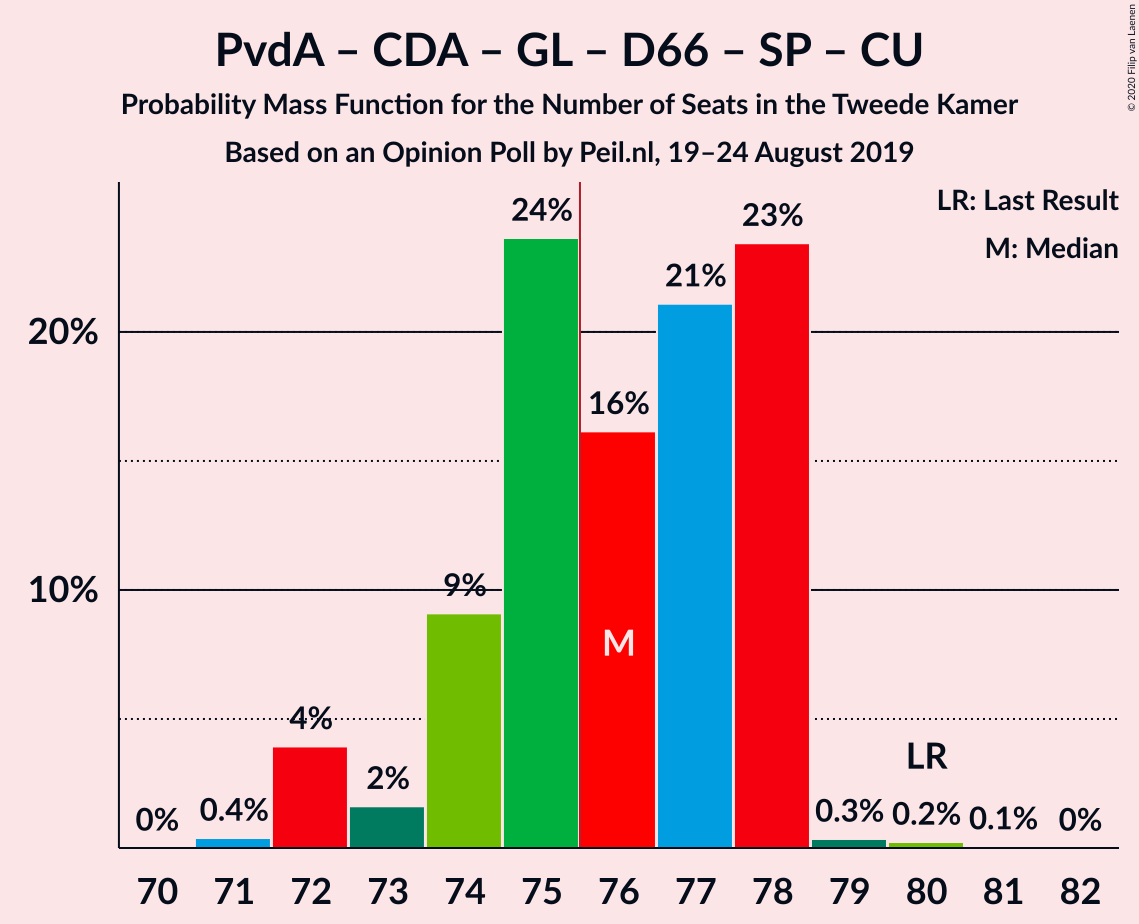 PvdA – CDA – GL – D66 – SP – CU
Probability Mass Function for the Number of Seats in the Tweede Kamer
Based on an Opinion Poll by Peil.nl, 19–24 August 2019
© 2020 Filip van Laenen
LR: Last Result
M: Median
24%
23%
21%
20%
16%
10%
9%
M
4%
LR
2%
0%
0.4%
0.3%
0.2%
0.1%
0%
70 71 72 73 74 75 76 77 78 79 80 81 82